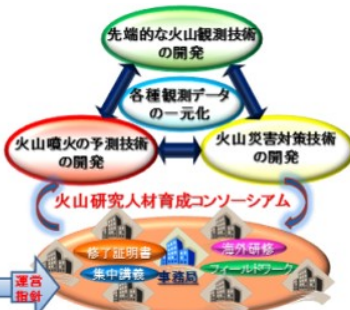 先端的な火山観測技術
の開発
各種観測データ
の一元化
火山噴火の予測技術
の開発
火山災害対策技術
の開発
火山研究人材育成コンソーシアム
修了証明書
海外研修
集中講義
事務局
フィールドワーク
運営
指針